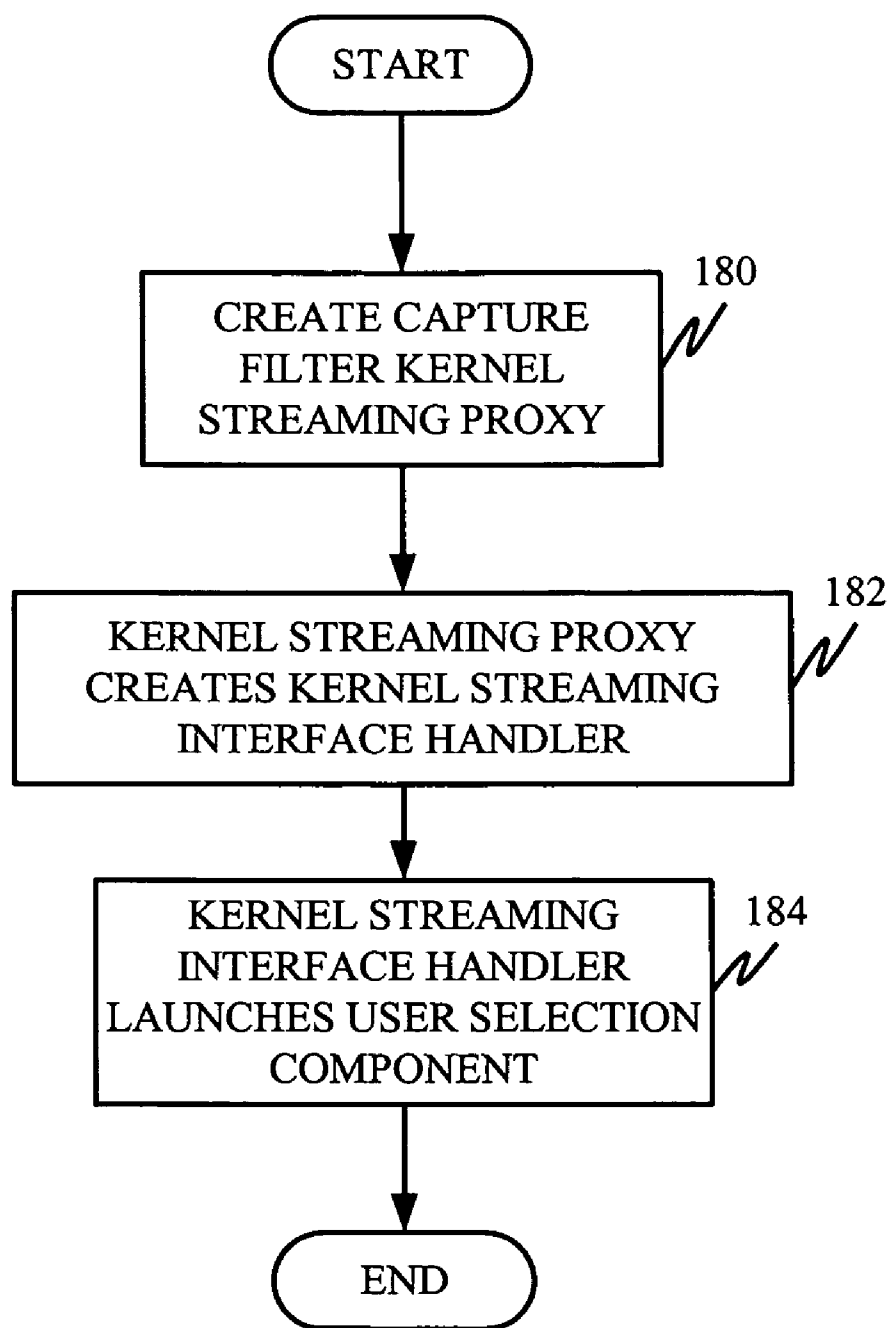 START
180
CREATE CAPTURE
FILTER KERNEL
STREAMING PROXY
182
KERNEL STREAMING PROXY
CREATES KERNEL STREAMING
INTERFACE HANDLER
184
KERNEL STREAMING
INTERFACE HANDLER
LAUNCHES USER SELECTION
COMPONENT
END